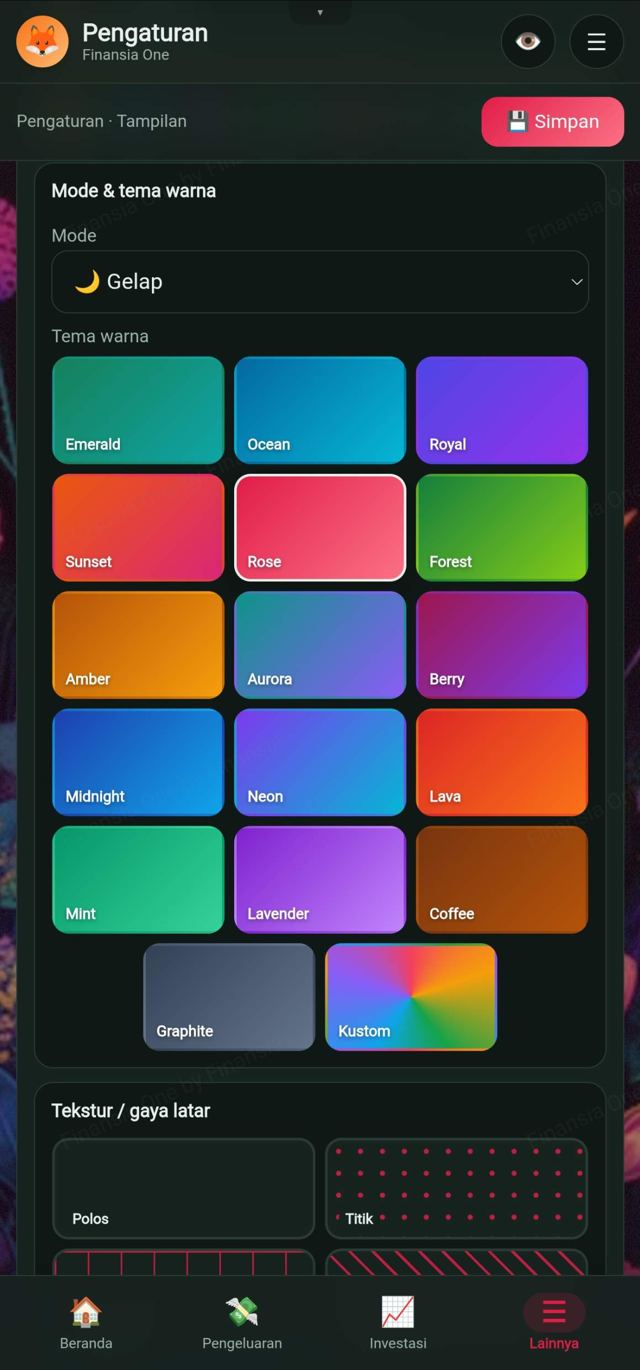 Pengaturan
Finansia One
Pengaturan · Tampilan
Simpan
Mode & tema warna
Mode
Gelap
Tema warna
Emerald
Ocean
Royal
Sunset
Rose
Forest
Amber
Aurora
Berry
Midnight
Neon
Lava
Mint
Lavender
Coffee
Graphite
Kustom
Tekstur / gaya latar
Polos
Titik
Beranda
Pengeluaran
Investasi
Lainnya